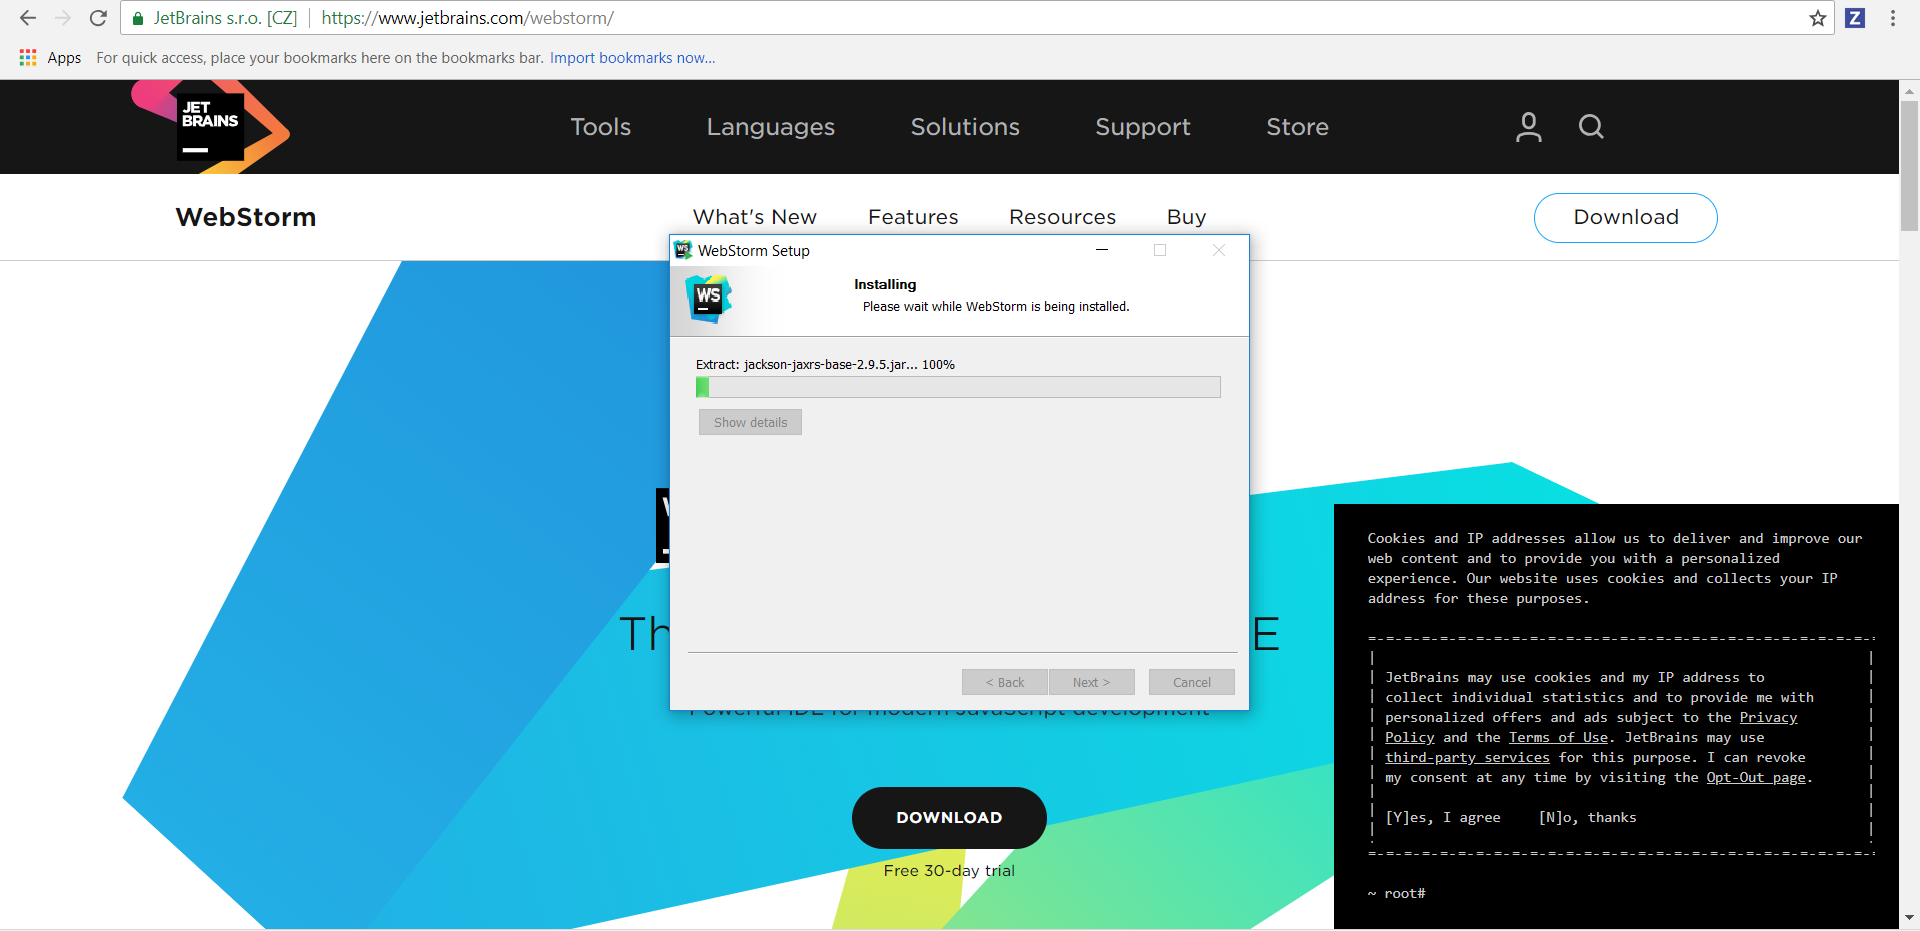 JetBrains s.r.o. [CZ] https://www.jetbrains.com/webstorm/ Z
Apps For quick access, place your bookmarks here on the bookmarks bar. Import bookmarks now...
JET
BRAINS
Tools Languages Solutions Support Store
WebStorm What's New Features Resources Buy Download
WS WebStorm Setup
WS
Installing
Please wait while WebStorm is being installed.
Extract: jackson-jaxrs-base-2.9.5.jar... 100%
Show details
< Back Next > Cancel
Th E
Powerful IDE for modern JavaScript development
DOWNLOAD
Free 30-day trial
Cookies and IP addresses allow us to deliver and improve our
web content and to provide you with a personalized
experience. Our website uses cookies and collects your IP
address for these purposes.
JetBrains may use cookies and my IP address to
collect individual statistics and to provide me with
personalized offers and ads subject to the Privacy
Policy and the Terms of Use. JetBrains may use
third-party services for this purpose. I can revoke
my consent at any time by visiting the Opt-Out page.
[Y]es, I agree [N]o, thanks
~ root#